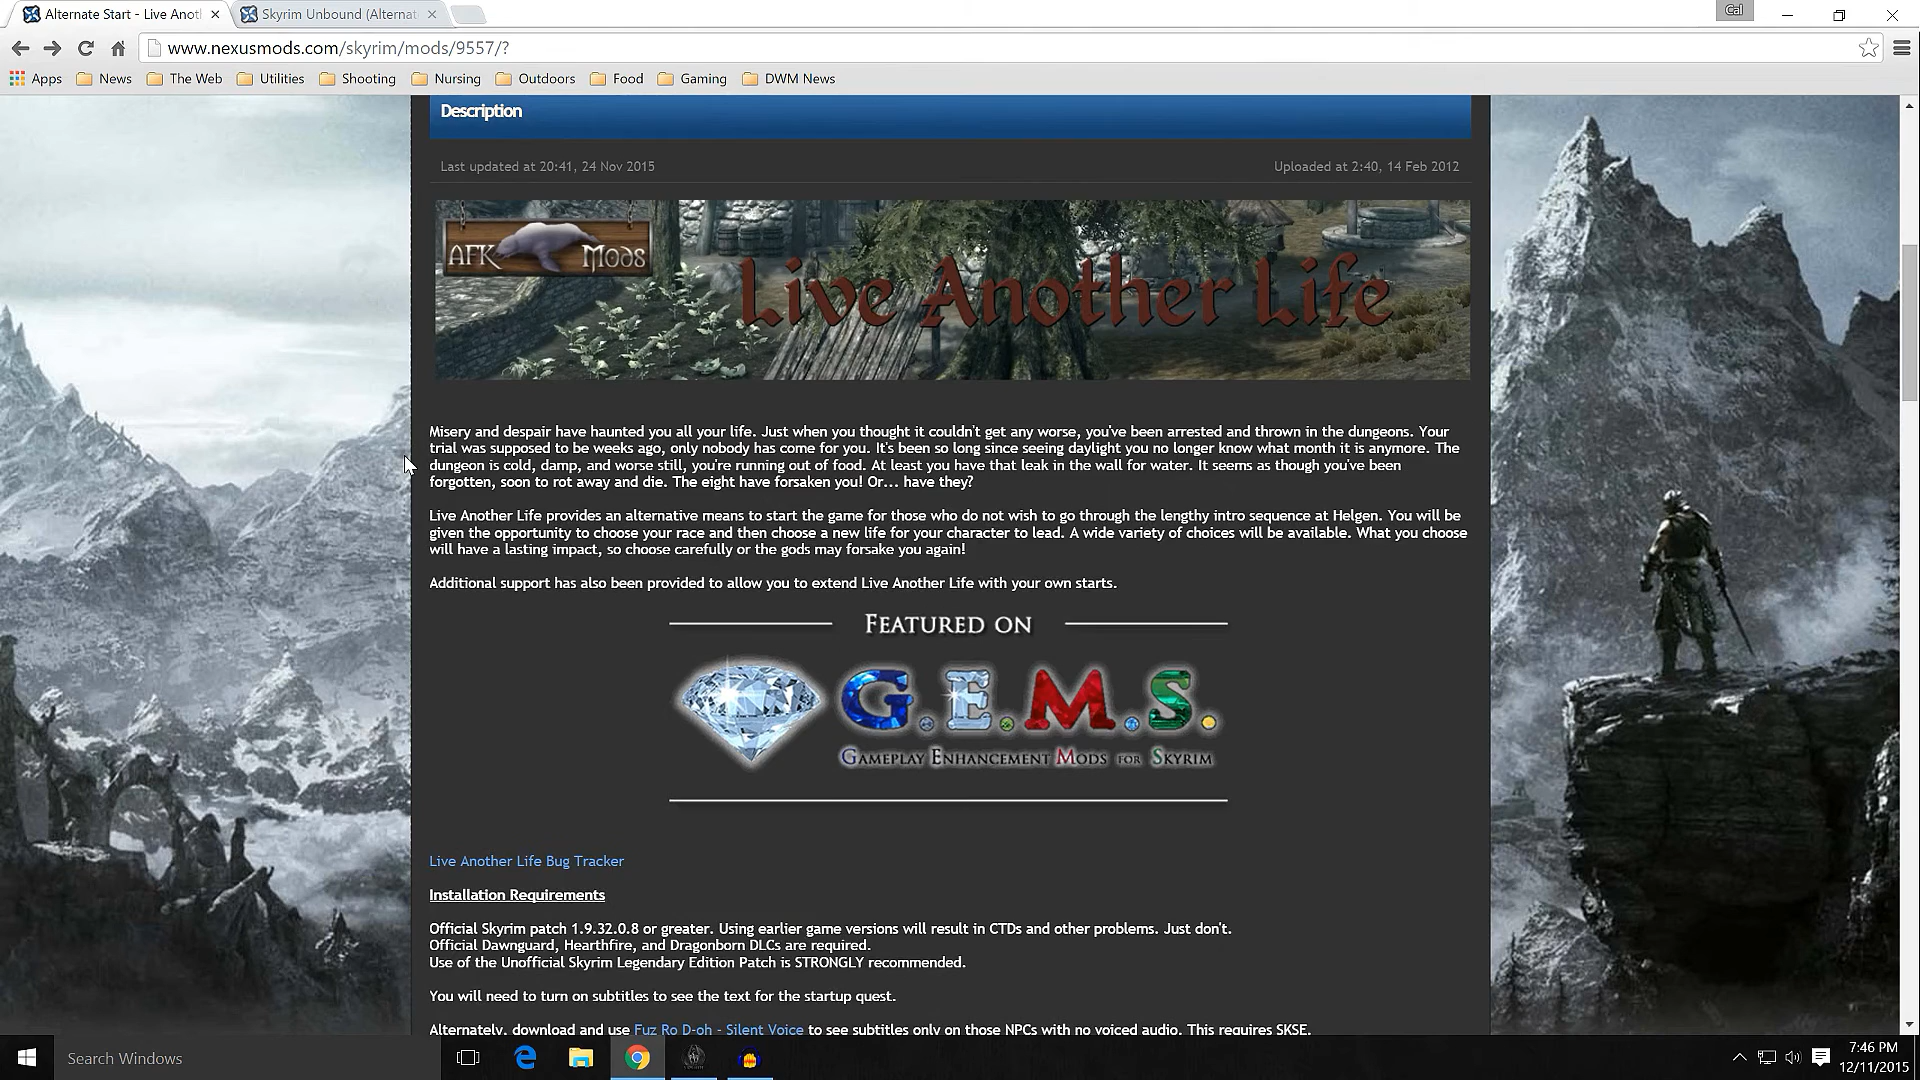 Alternate Start - Live Anotl
Skyrim Unbound (Alternat
Cal
www.nexusmods.com/skyrim/mods/9557/?
Apps News The Web Utilities Shooting Nursing Outdoors Food Gaming DWM News
Description
Last updated at 20:41, 24 Nov 2015 Uploaded at 2:40, 14 Feb 2012
AFK Mods
Live Another Life
Misery and despair have haunted you all your life. Just when you thought it couldn't get any worse, you've been arrested and thrown in the dungeons. Your
trial was supposed to be weeks ago, only nobody has come for you. It's been so long since seeing daylight you no longer know what month it is anymore. The
dungeon is cold, damp, and worse still, you're running out of food. At least you have that leak in the wall for water. It seems as though you've been
forgotten, soon to rot away and die. The eight have forsaken you! Or... have they?
Live Another Life provides an alternative means to start the game for those who do not wish to go through the lengthy intro sequence at Helgen. You will be
given the opportunity to choose your race and then choose a new life for your character to lead. A wide variety of choices will be available. What you choose
will have a lasting impact, so choose carefully or the gods may forsake you again!
Additional support has also been provided to allow you to extend Live Another Life with your own starts.
Featured on
G.E.M.S.
Gameplay Enhancement Mods for Skyrim
Live Another Life Bug Tracker
Installation Requirements
Official Skyrim patch 1.9.32.0.8 or greater. Using earlier game versions will result in CTDs and other problems. Just don't.
Official Dawnguard, Hearthfire, and Dragonborn DLCs are required.
Use of the Unofficial Skyrim Legendary Edition Patch is STRONGLY recommended.
You will need to turn on subtitles to see the text for the startup quest.
Alternately, download and use Fuz Ro D-oh - Silent Voice to see subtitles only on those NPCs with no voiced audio. This requires SKSE.
Search Windows
7:46 PM
12/11/2015